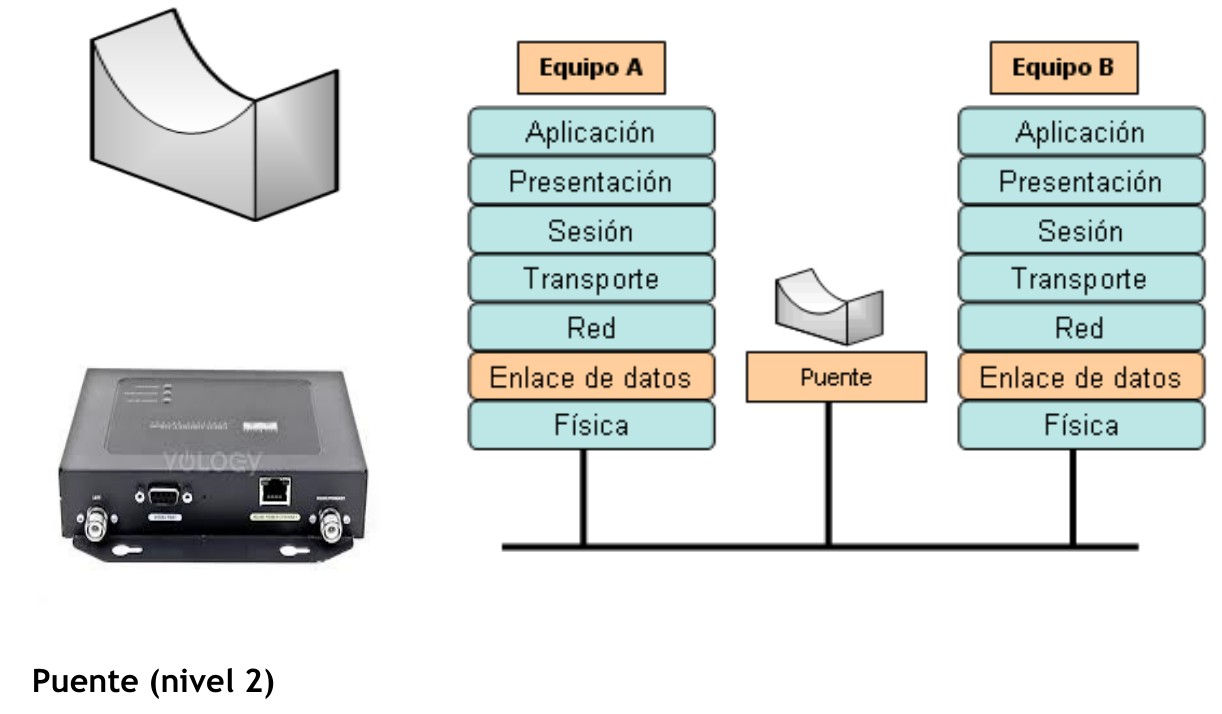 Equipo A
Equipo B
Aplicación
Presentación
Sesión
Transporte
Red
Enlace de datos
Física
Puente
Aplicación
Presentación
Sesión
Transporte
Red
Enlace de datos
Física
VOLOGY
Puente (nivel 2)